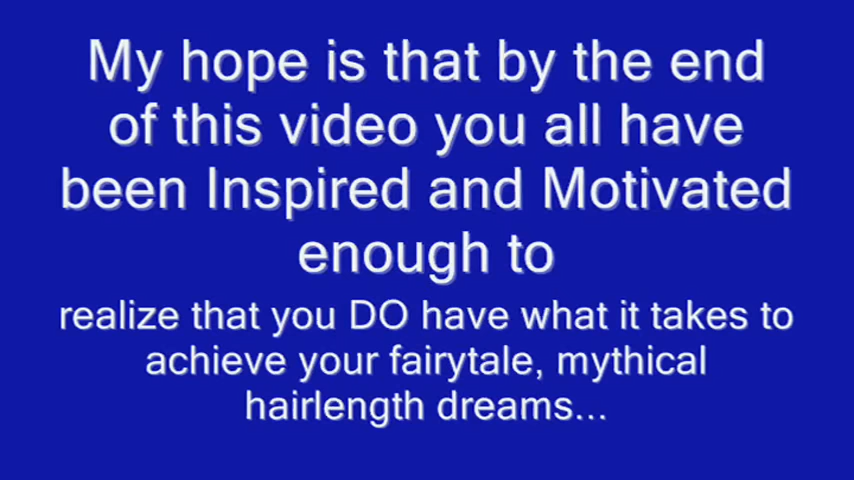 My hope is that by the end
of this video you all have
been Inspired and Motivated
enough to
realize that you DO have what it takes to
achieve your fairytale, mythical
hairlength dreams...